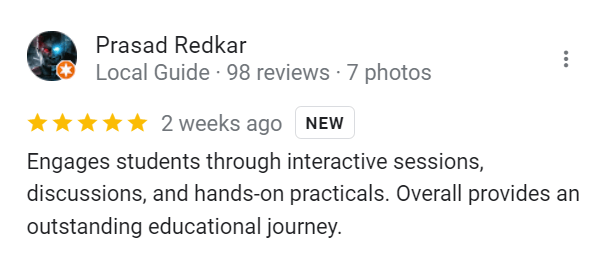 Prasad Redkar
Local Guide · 98 reviews · 7 photos
2 weeks ago NEW
Engages students through interactive sessions,
discussions, and hands-on practicals. Overall provides an
outstanding educational journey.